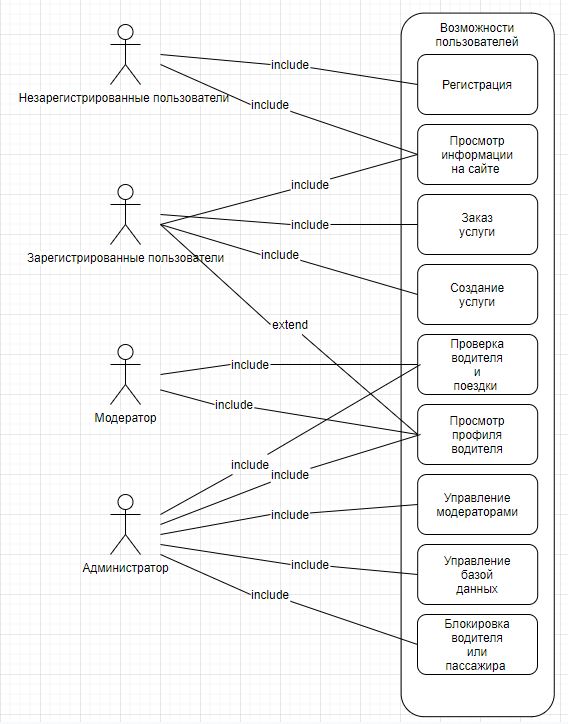 Возможности
пользователей
include
Регистрация
Незарегистрированные пользователи
include
Просмотр
информации
на сайте
include
include
Заказ
услуги
Зарегистрированные пользователи
include
Создание
услуги
extend
Проверка
водителя
и
поездки
include
Модератор
include
Просмотр
профиля
водителя
include
include
Управление
модераторами
include
Администратор
include
Управление
базой
данных
include
Блокировка
водителя
или
пассажира